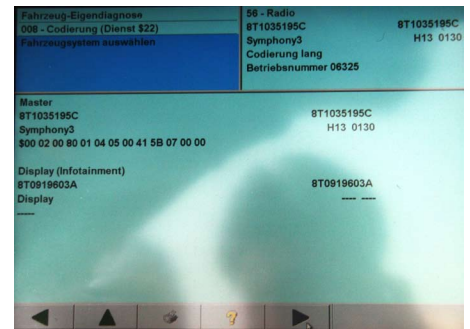 Fahrzeug-Eigendiagnose
008 - Codierung (Dienst $22)
Fahrzeugsystem auswählen
56 - Radio
8T1035195C 8T1035195C
Symphony3 H13 0130
Codierung lang
Betriebsnummer 06325
Master
8T1035195C 8T1035195C
Symphony3 H13 0130
$00 02 00 80 01 04 05 00 41 5B 07 00 00
Display (Infotainment)
8T0919603A 8T0919603A
Display ---- ----
-----
?